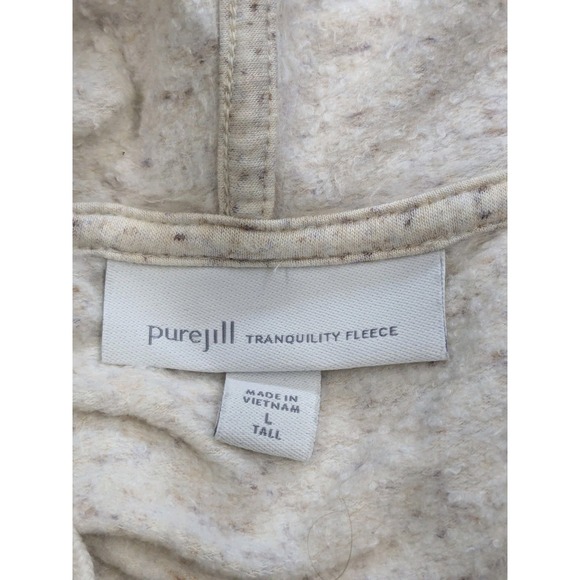 purejill TRANQUILITY FLEECE
MADE IN
VIETNAM
L
TALL